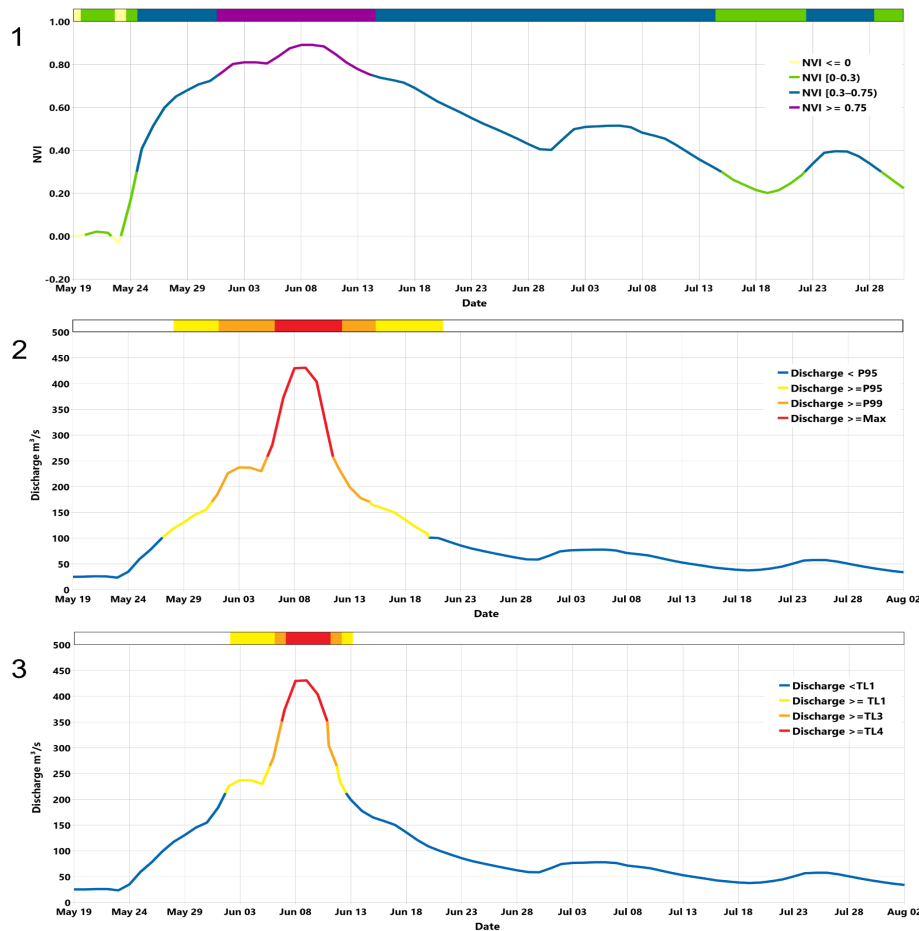 1
1.00
0.80
0.60
0.40
0.20
0.00
-0.20
NVI
NVI <= 0
NVI [0-0.3)
NVI [0.3–0.75)
NVI >= 0.75
May 19 May 24 May 29 Jun 03 Jun 08 Jun 13 Jun 18 Jun 23 Jun 28 Jul 03 Jul 08 Jul 13 Jul 18 Jul 23 Jul 28
Date
2
500
450
400
350
300
250
200
150
100
50
0
Discharge m³/s
Discharge < P95
Discharge >=P95
Discharge >=P99
Discharge >=Max
May 19 May 24 May 29 Jun 03 Jun 08 Jun 13 Jun 18 Jun 23 Jun 28 Jul 03 Jul 08 Jul 13 Jul 18 Jul 23 Jul 28 Aug 02
Date
3
500
450
400
350
300
250
200
150
100
50
0
Discharge m³/s
Discharge <TL1
Discharge >= TL1
Discharge >=TL3
Discharge >=TL4
May 19 May 24 May 29 Jun 03 Jun 08 Jun 13 Jun 18 Jun 23 Jun 28 Jul 03 Jul 08 Jul 13 Jul 18 Jul 23 Jul 28 Aug 02
Date